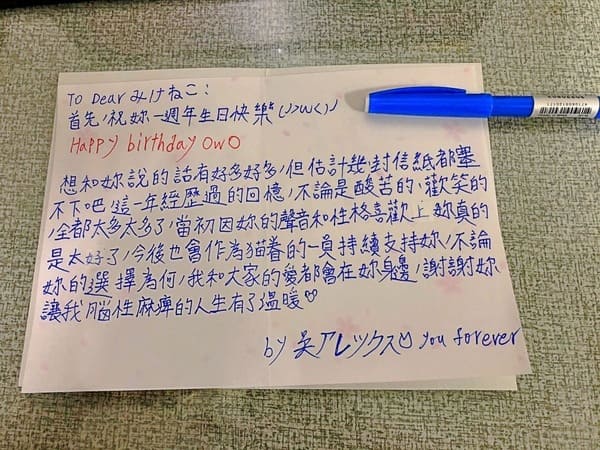 To Dear みけねこ:
首先,祝妳一週年生日快樂(ノ>ω<)ノ
Happy birthday OwO
想和妳說的話有好多好多,但估計幾封信紙都塞
不下吧,這一年經歷過的回憶,不論是酸苦的、歡笑的
,全都太多太多了,當初因妳的聲音和性格喜歡上妳真的
是太好了,今後也會作為猫眷的一員持續支持妳,不論
妳的選擇為何,我和大家的愛都會在妳身邊,謝謝妳
讓我腦性麻痺的人生有了溫暖♡
by 吳アレックス♡ you forever